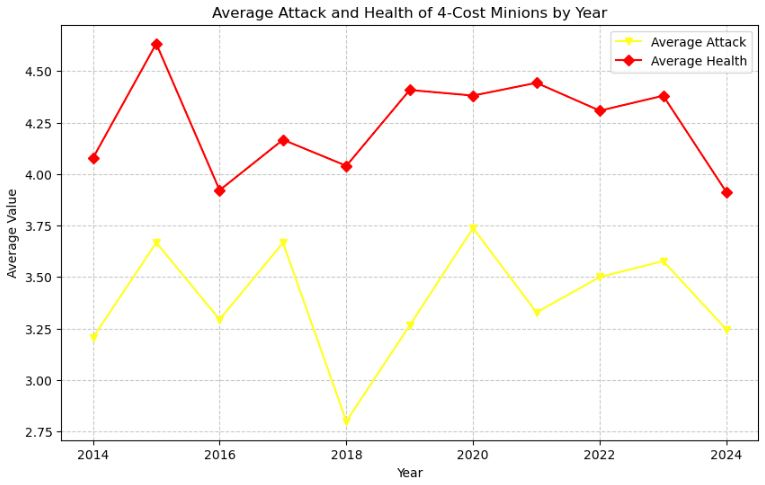 Average Attack and Health of 4-Cost Minions by Year
Average Attack
Average Health
Average Value
4.50
4.25
4.00
3.75
3.50
3.25
3.00
2.75
2014
2016
2018
2020
2022
2024
Year